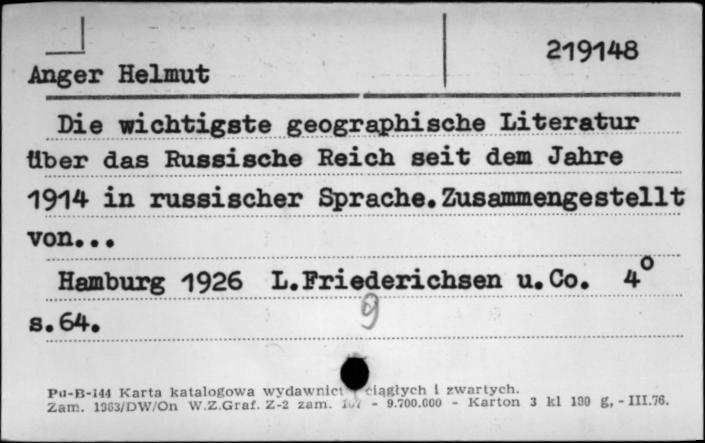 219148
Anger Helmut
Die wichtigste geographische Literatur
über das Russische Reich seit dem Jahre
1914 in russischer Sprache.Zusammengestellt
von...
Hamburg 1926 L.Friederichsen u.Co. 4°
s.64.
9
Pu-B-144 Karta katalogowa wydawnict ciągłych i zwartych.
Zam. 1963/DW/On W.Z.Graf. Z-2 zam. - 9.700.000 - Karton 3 kl 180 g, - III.76.